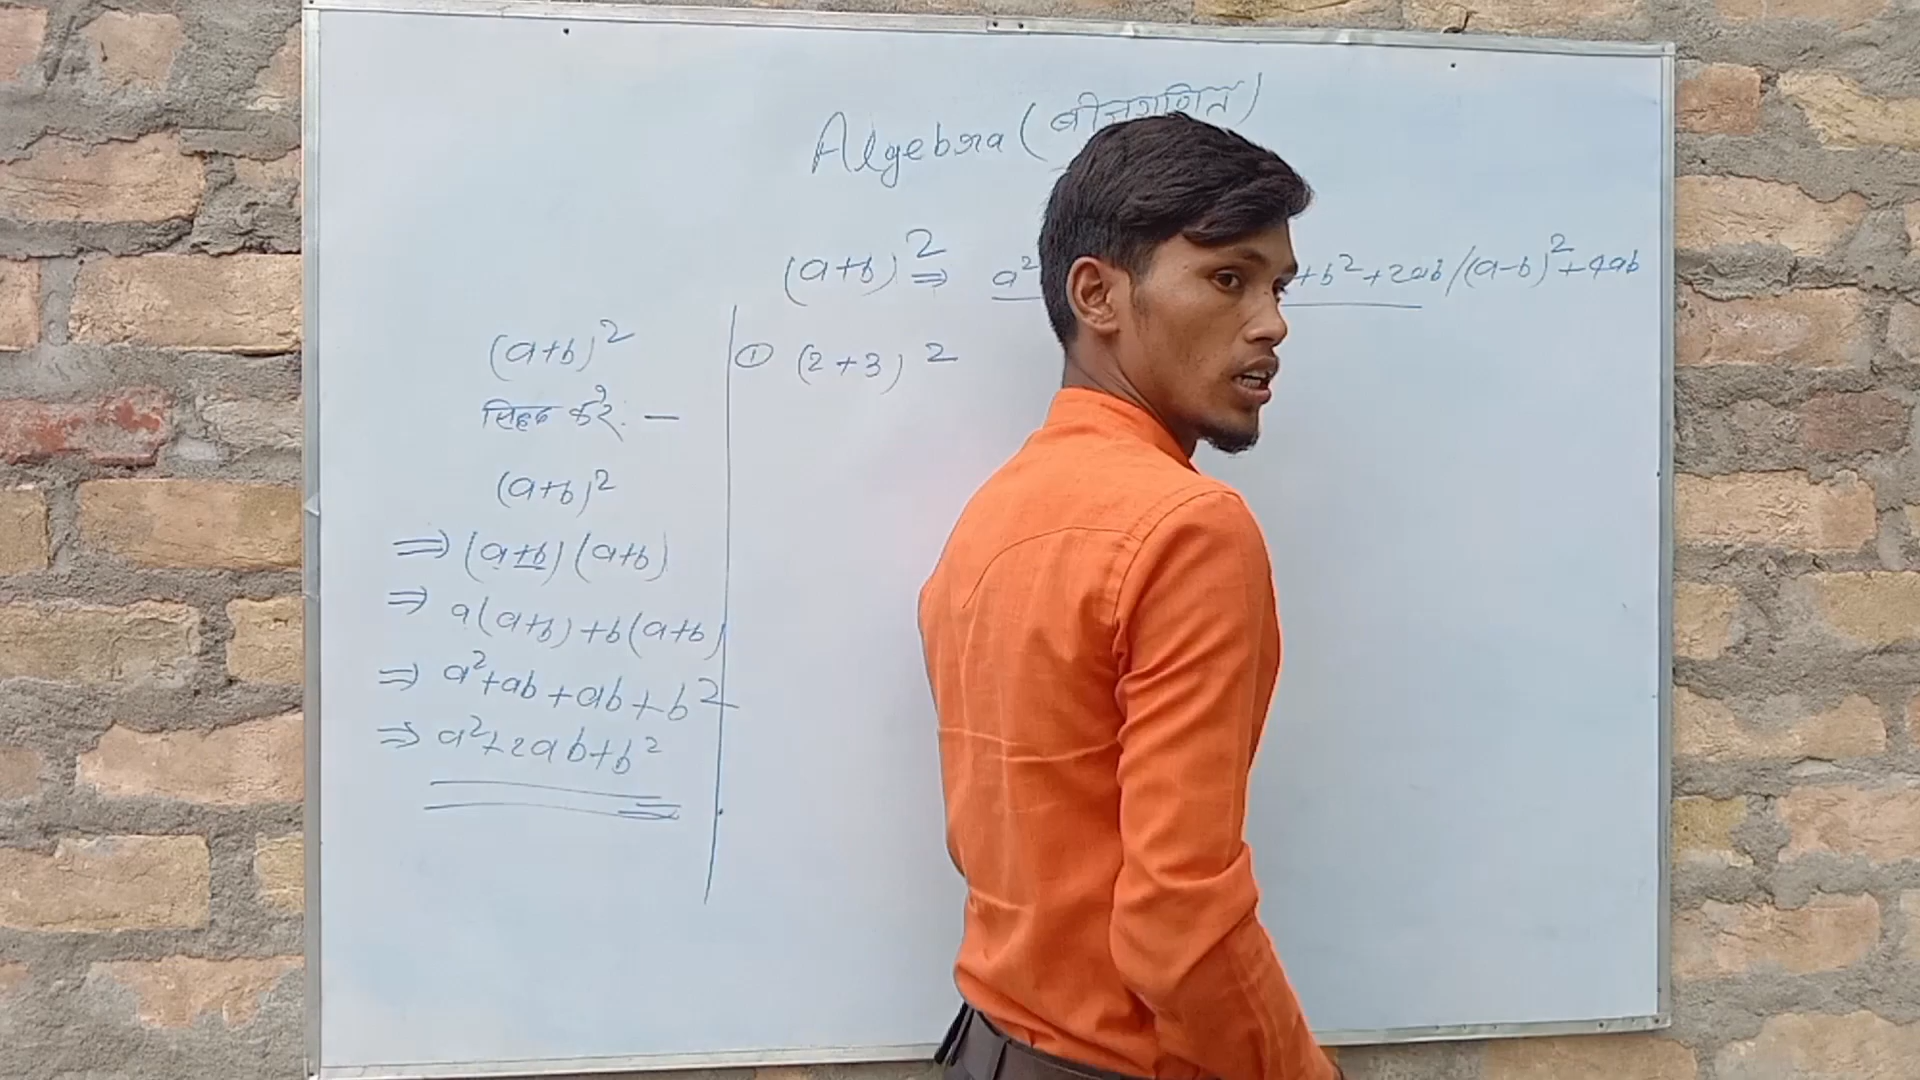 Algebra (बीजगणित)
(a+b)² ⇒ a² +b²+2ab/(a-b)²+4ab
(a+b)²
सिद्ध करे. —
(a+b)²
⇒ (a+b)(a+b)
⇒ a(a+b)+b(a+b)
⇒ a²+ab+ab+b²
⇒ a²+2ab+b²
① (2+3)²